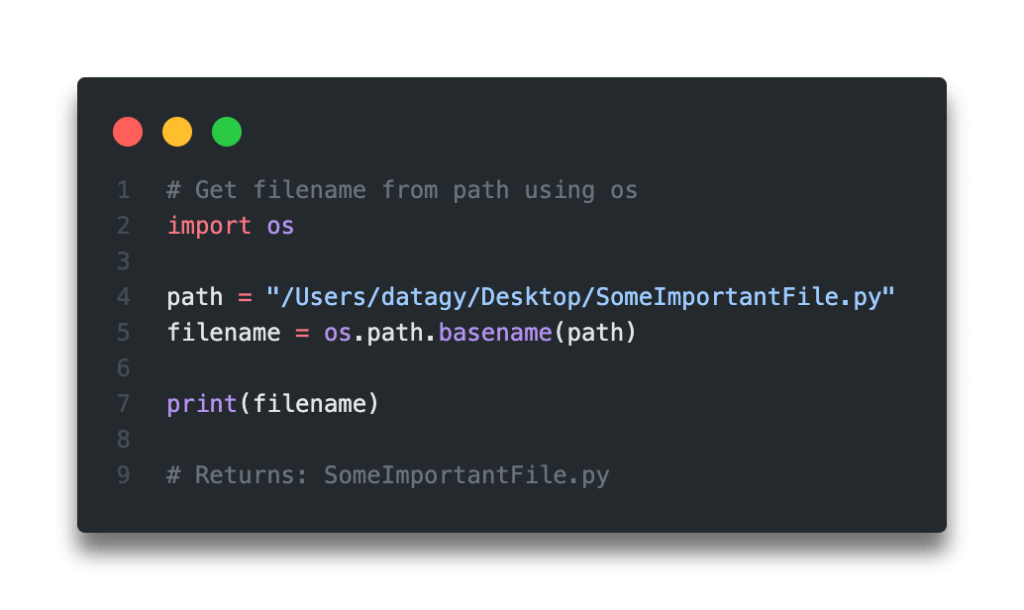 1 # Get filename from path using os
2 import os
3
4 path = "/Users/datagy/Desktop/SomeImportantFile.py"
5 filename = os.path.basename(path)
6
7 print(filename)
8
9 # Returns: SomeImportantFile.py